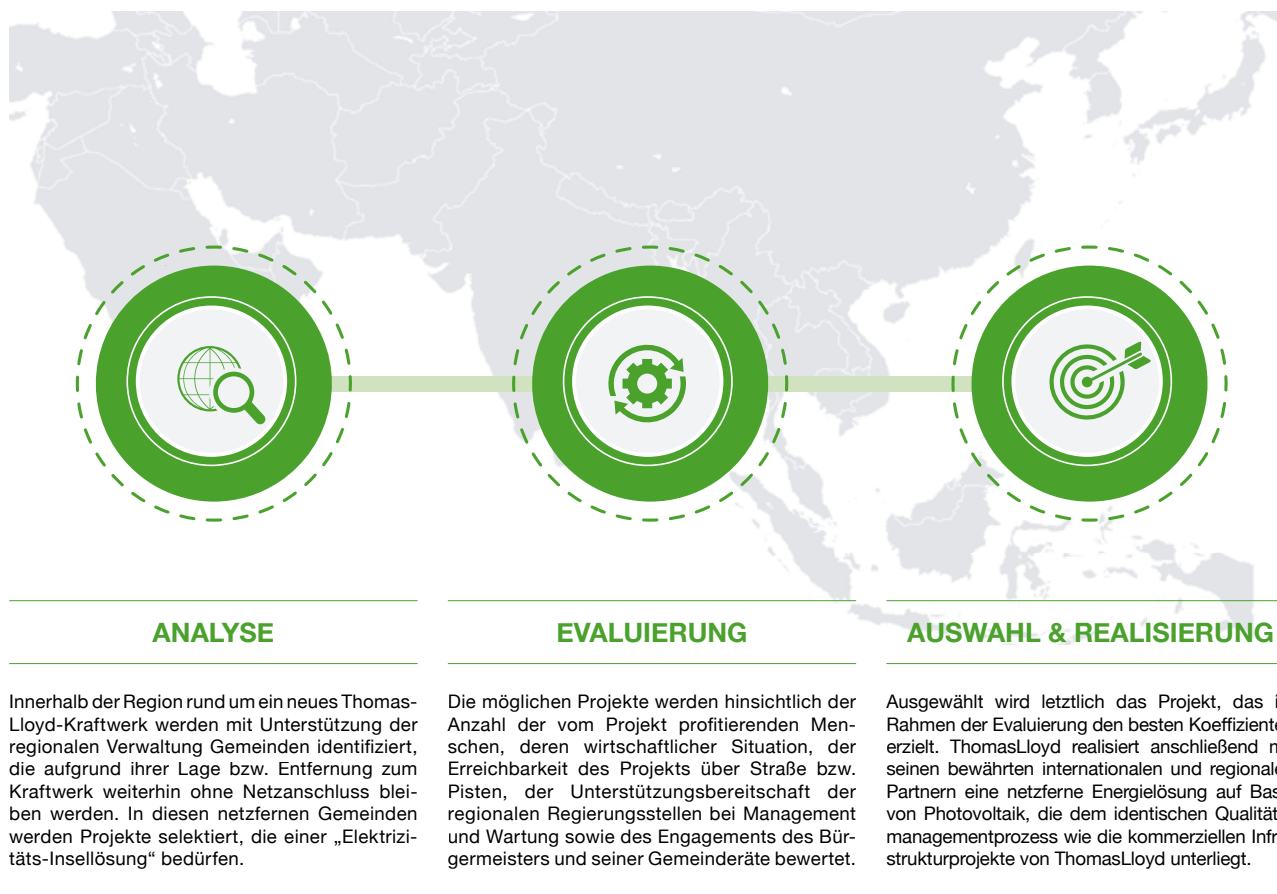 ANALYSE
Innerhalb der Region rund um ein neues Thomas-
Lloyd-Kraftwerk werden mit Unterstützung der
regionalen Verwaltung Gemeinden identifiziert,
die aufgrund ihrer Lage bzw. Entfernung zum
Kraftwerk weiterhin ohne Netzanschluss blei-
ben werden. In diesen netzfernen Gemeinden
werden Projekte selektiert, die einer „Elektrizi-
täts-Insellösung“ bedürfen.
EVALUIERUNG
Die möglichen Projekte werden hinsichtlich der
Anzahl der vom Projekt profitierenden Men-
schen, deren wirtschaftlicher Situation, der
Erreichbarkeit des Projekts über Straße bzw.
Pisten, der Unterstützungsbereitschaft der
regionalen Regierungsstellen bei Management
und Wartung sowie des Engagements des Bür-
germeisters und seiner Gemeinderäte bewertet.
AUSWAHL & REALISIERUNG
Ausgewählt wird letztlich das Projekt, das i
Rahmen der Evaluierung den besten Koeffiziente
erzielt. ThomasLloyd realisiert anschließend m
seinen bewährten internationalen und regionale
Partnern eine netzferne Energielösung auf Bas
von Photovoltaik, die dem identischen Qualität
managementprozess wie die kommerziellen Infr
strukturprojekte von ThomasLloyd unterliegt.